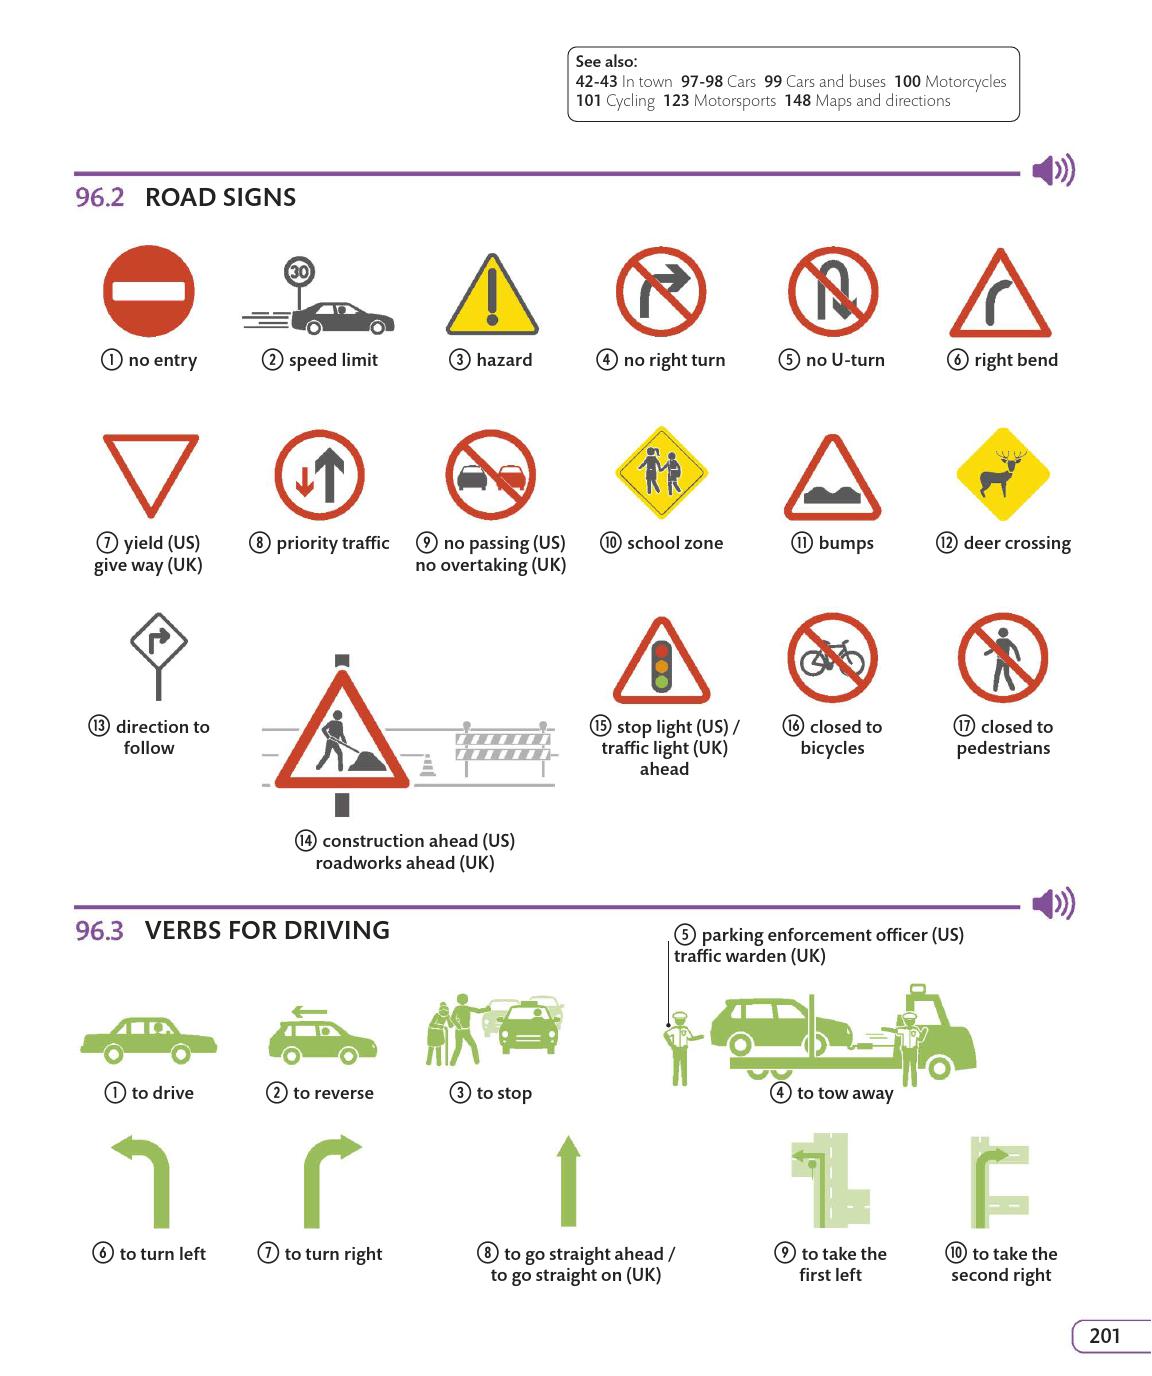 See also:
42-43 In town 97-98 Cars 99 Cars and buses 100 Motorcycles
101 Cycling 123 Motorsports 148 Maps and directions
96.2 ROAD SIGNS
30
① no entry
② speed limit
③ hazard
④ no right turn
⑤ no U-turn
⑥ right bend
⑦ yield (US)
give way (UK)
⑧ priority traffic
⑨ no passing (US)
no overtaking (UK)
⑩ school zone
⑪ bumps
⑫ deer crossing
⑬ direction to
follow
⑭ construction ahead (US)
roadworks ahead (UK)
⑮ stop light (US) /
traffic light (UK)
ahead
⑯ closed to
bicycles
⑰ closed to
pedestrians
96.3 VERBS FOR DRIVING
① to drive
② to reverse
③ to stop
④ to tow away
⑤ parking enforcement officer (US)
traffic warden (UK)
⑥ to turn left
⑦ to turn right
⑧ to go straight ahead /
to go straight on (UK)
⑨ to take the
first left
⑩ to take the
second right
201